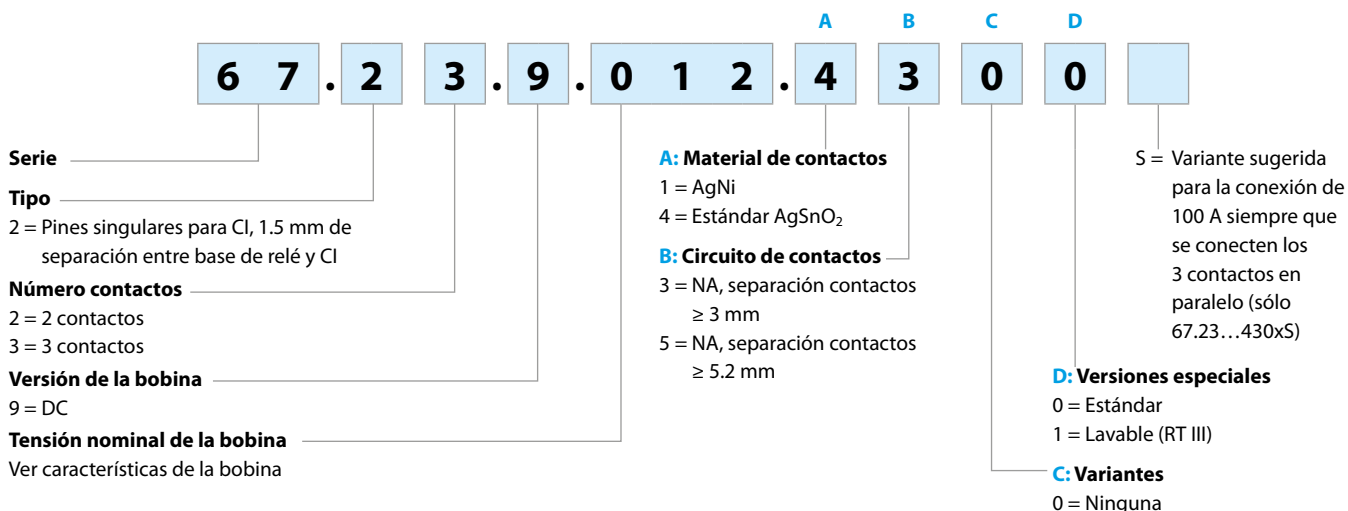 A B C D
6 7 . 2 3 . 9 . 0 1 2 . 4 3 0 0
Serie
Tipo
2 = Pines singulares para CI, 1.5 mm de
separación entre base de relé y CI
Número contactos
2 = 2 contactos
3 = 3 contactos
Versión de la bobina
9 = DC
Tensión nominal de la bobina
Ver características de la bobina
A: Material de contactos
1 = AgNi
4 = Estándar AgSnO₂
B: Circuito de contactos
3 = NA, separación contactos
≥ 3 mm
5 = NA, separación contactos
≥ 5.2 mm
S = Variante sugerida
para la conexión de
100 A siempre que
se conecten los
3 contactos en
paralelo (sólo
67.23…430xS)
D: Versiones especiales
0 = Estándar
1 = Lavable (RT III)
C: Variantes
0 = Ninguna